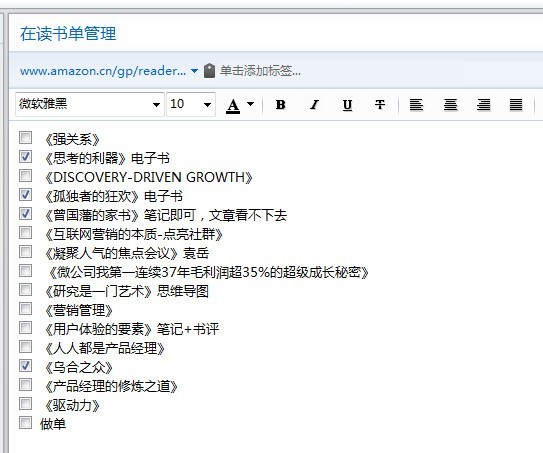 在读书单管理
www.amazon.cn/gp/reader... 单击添加标签...
微软雅黑 10 A B I U T
《强关系》
《思考的利器》电子书
《DISCOVERY-DRIVEN GROWTH》
《孤独者的狂欢》电子书
《曾国藩的家书》笔记即可，文章看不下去
《互联网营销的本质-点亮社群》
《凝聚人气的焦点会议》袁岳
《微公司我第一连续37年毛利润超35%的超级成长秘密》
《研究是一门艺术》思维导图
《营销管理》
《用户体验的要素》笔记+书评
《人人都是产品经理》
《乌合之众》
《产品经理的修炼之道》
《驱动力》
做单